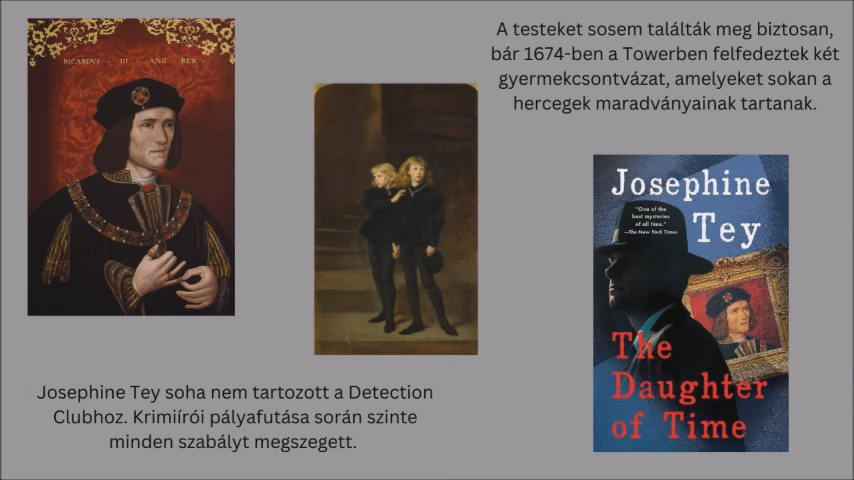 RICARDVS · III · ANG · REX ·
A testeket sosem találták meg biztosan,
bár 1674-ben a Towerben felfedeztek két
gyermekcsontvázat, amelyeket sokan a
hercegek maradványainak tartanak.
Josephine
Tey
"One of the
best mysteries
of all time."
—The New York Times
The
Daughter
of Time
Josephine Tey soha nem tartozott a Detection
Clubhoz. Krimiírói pályafutása során szinte
minden szabályt megszegett.